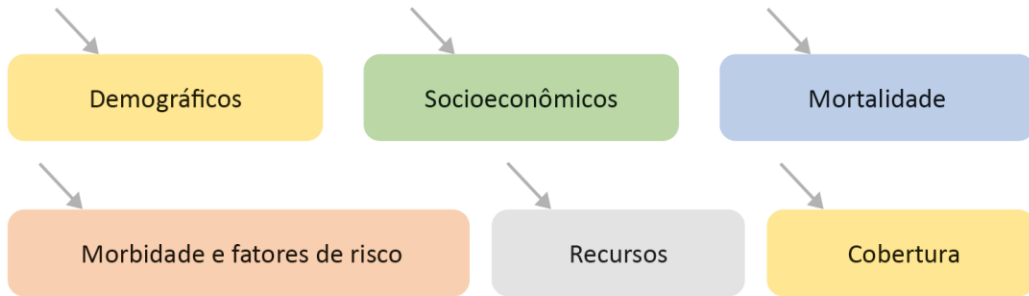 Demográficos
Socioeconômicos
Mortalidade
Morbidade e fatores de risco
Recursos
Cobertura